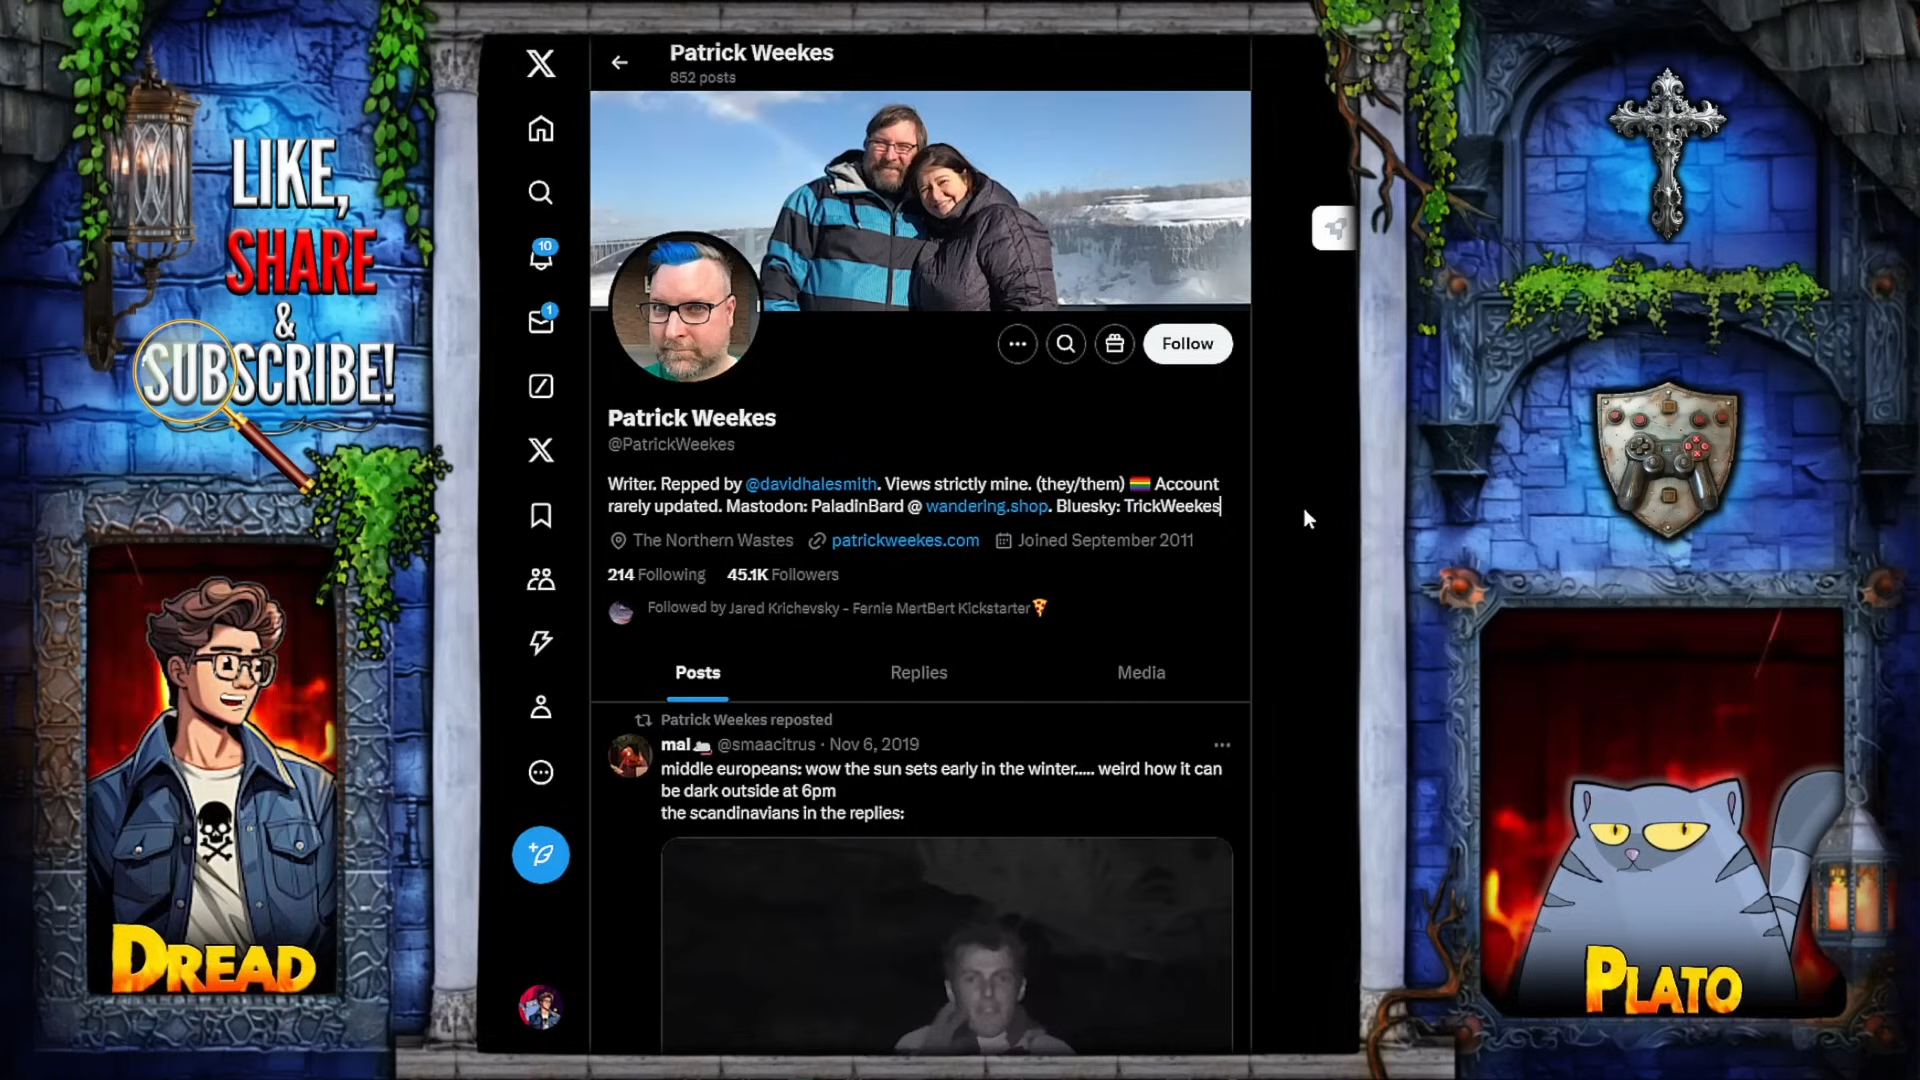 LIKE,
SHARE
&
SUBSCRIBE!
DREAD
10
1
Patrick Weekes
852 posts
Follow
Patrick Weekes
@PatrickWeekes
Writer. Repped by @davidhalesmith. Views strictly mine. (they/them) 🏳️‍🌈 Account
rarely updated. Mastodon: PaladinBard @ wandering.shop. Bluesky: TrickWeekes
The Northern Wastes patrickweekes.com Joined September 2011
214 Following 45.1K Followers
Followed by Jared Krichevsky - Fernie MertBert Kickstarter🍕
Posts Replies Media
Patrick Weekes reposted
mal🐁 @smaacitrus · Nov 6, 2019
middle europeans: wow the sun sets early in the winter..... weird how it can
be dark outside at 6pm
the scandinavians in the replies:
PLATO